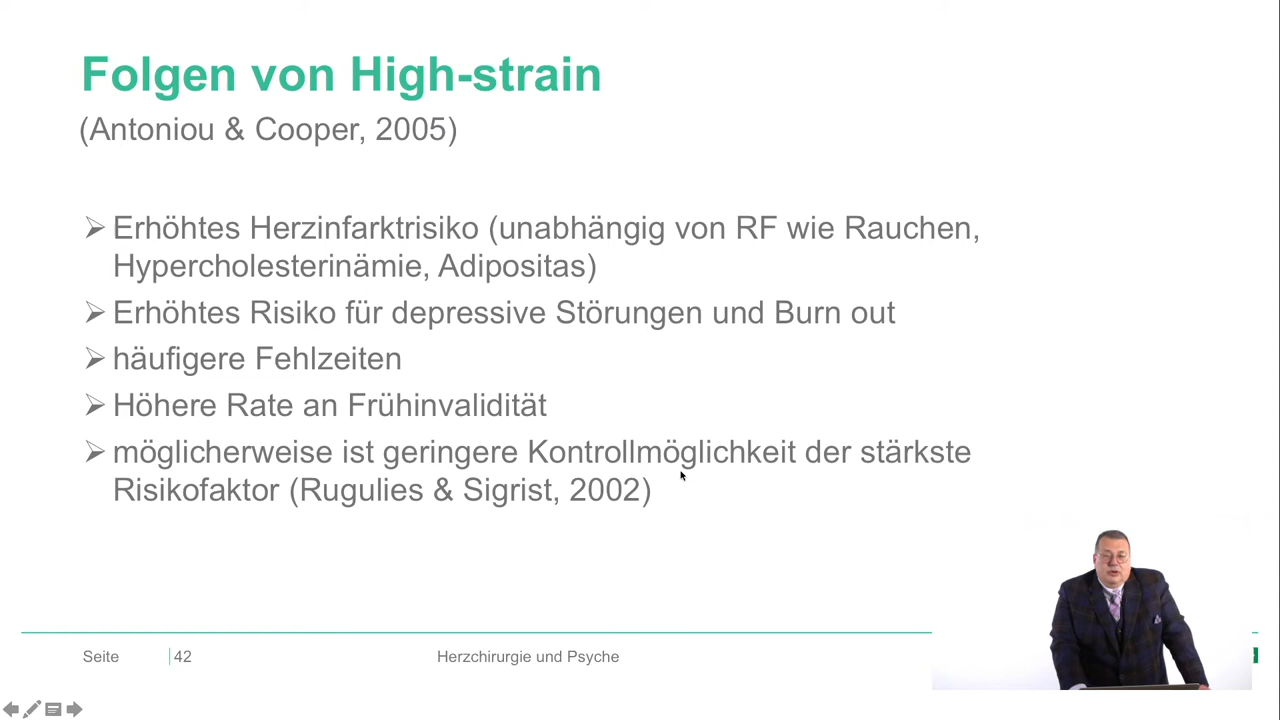 Folgen von High-strain
(Antoniou & Cooper, 2005)
Erhöhtes Herzinfarktrisiko (unabhängig von RF wie Rauchen,
Hypercholesterinämie, Adipositas)
Erhöhtes Risiko für depressive Störungen und Burn out
häufigere Fehlzeiten
Höhere Rate an Frühinvalidität
möglicherweise ist geringere Kontrollmöglichkeit der stärkste
Risikofaktor (Rugulies & Sigrist, 2002)
Seite 42 Herzchirurgie und Psyche